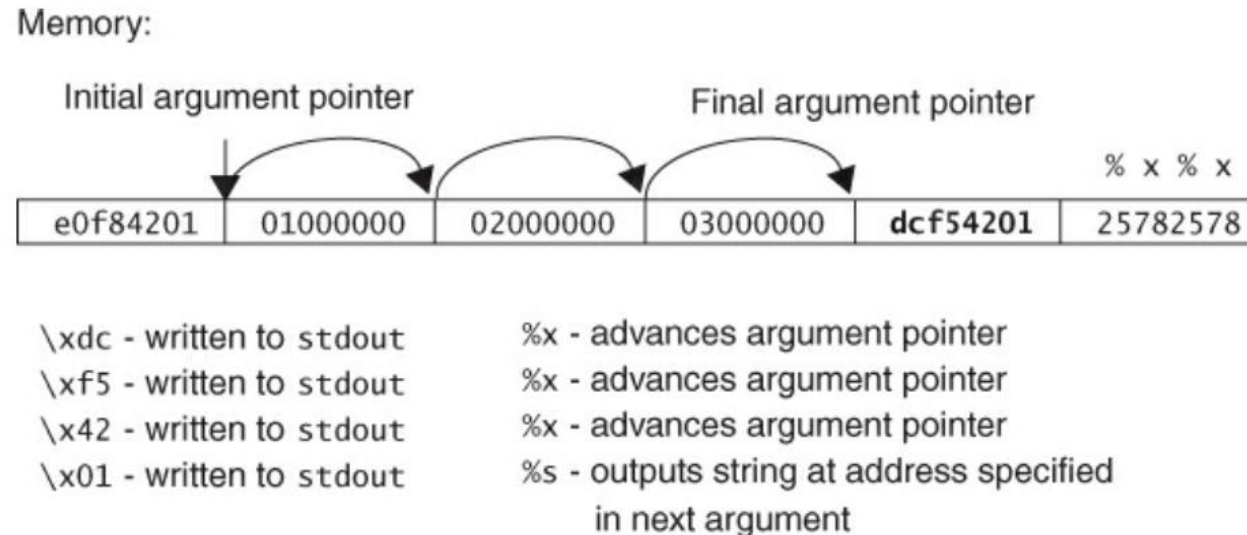 Memory:
Initial argument pointer
Final argument pointer
% x % x
e0f84201 01000000 02000000 03000000 dcf54201 25782578
\xdc - written to stdout
\xf5 - written to stdout
\x42 - written to stdout
\x01 - written to stdout
%x - advances argument pointer
%x - advances argument pointer
%x - advances argument pointer
%s - outputs string at address specified
in next argument